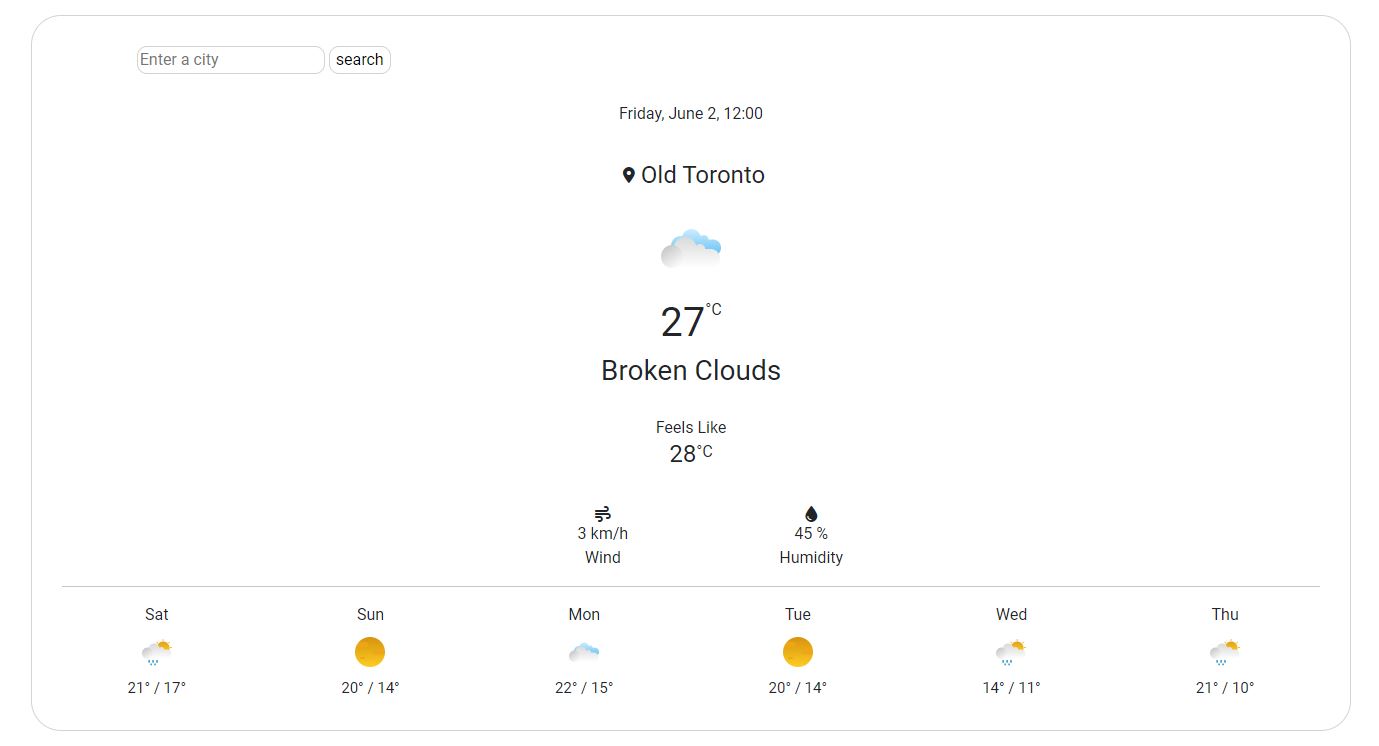 Enter a city search
Friday, June 2, 12:00
Old Toronto
27°C
Broken Clouds
Feels Like
28°C
3 km/h 45 %
Wind Humidity
Sat Sun Mon Tue Wed Thu
21° / 17° 20° / 14° 22° / 15° 20° / 14° 14° / 11° 21° / 10°